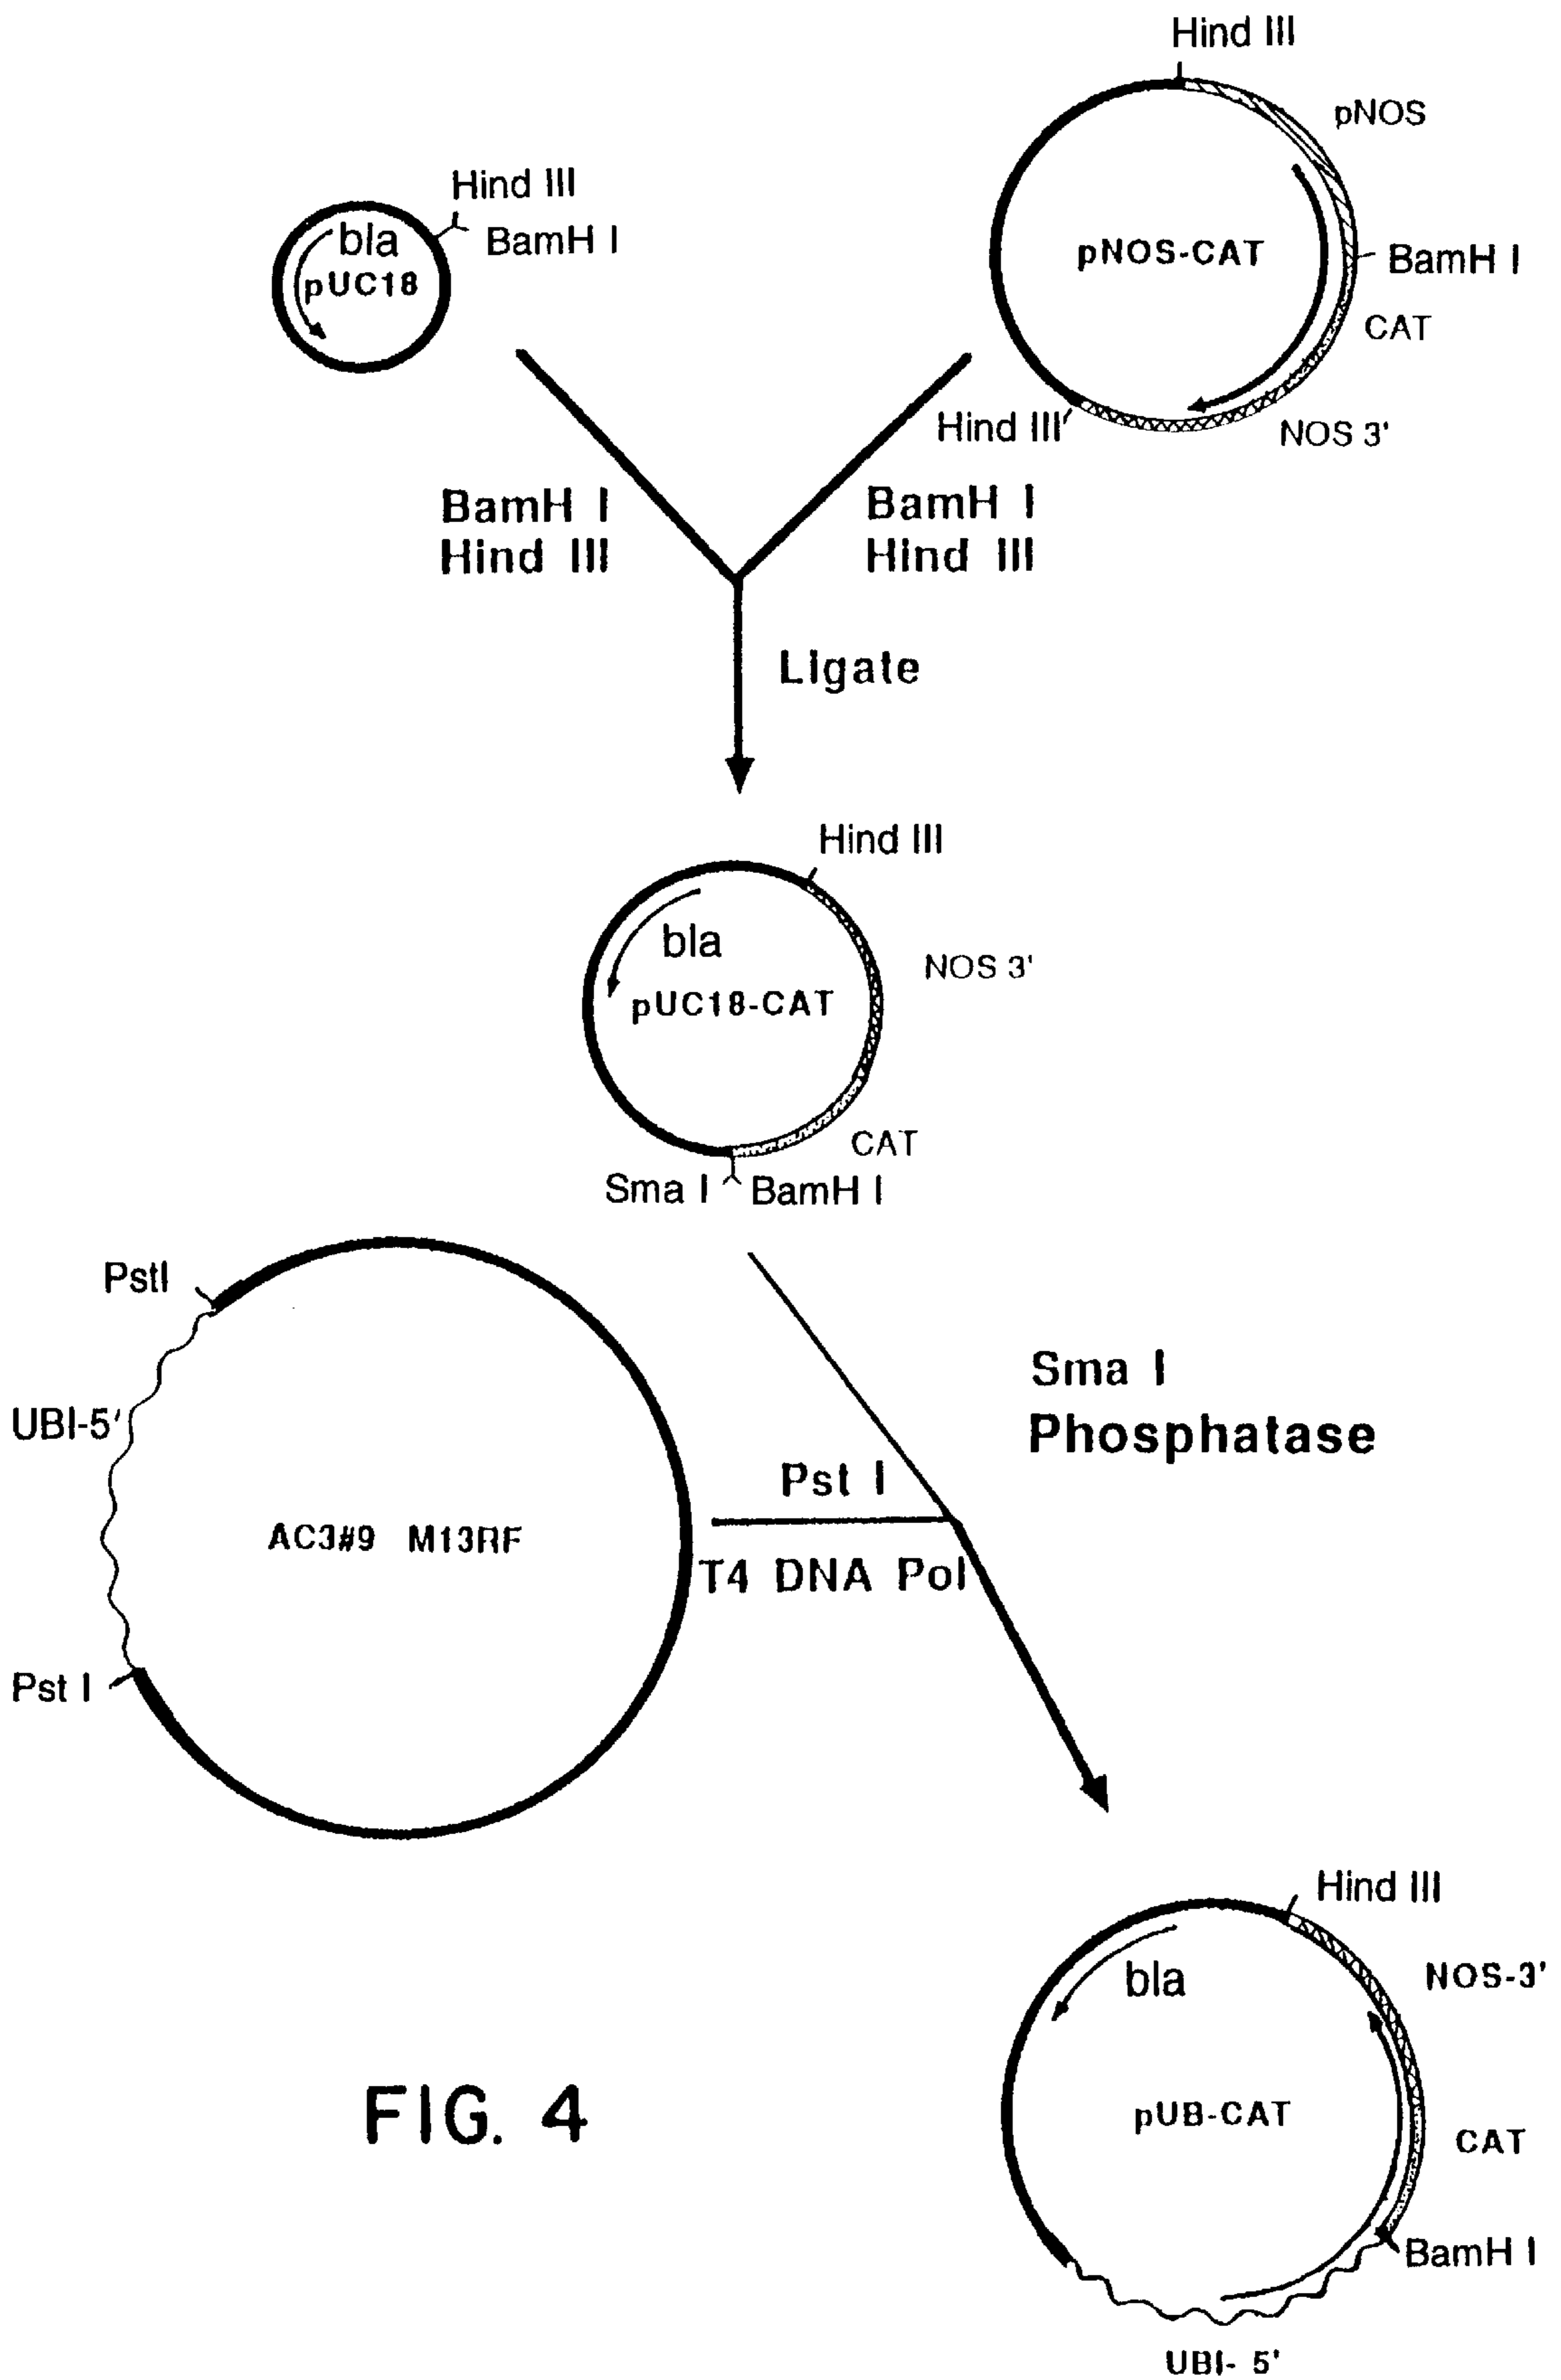 Hind III
pNOS
Hind III
bla
BamH I
pUC18
pNOS-CAT
BamH I
CAT
Hind III
NOS 3'
BamH I
Hind III
BamH I
Hind III
Ligate
Hind III
bla
NOS 3'
pUC18-CAT
CAT
Sma I
BamH I
PstI
Sma I
Phosphatase
UBI-5'
Pst I
AC3#9 M13RF
T4 DNA Pol
Pst I
Hind III
bla
NOS-3'
FIG. 4
pUB-CAT
CAT
BamH I
UBI- 5'